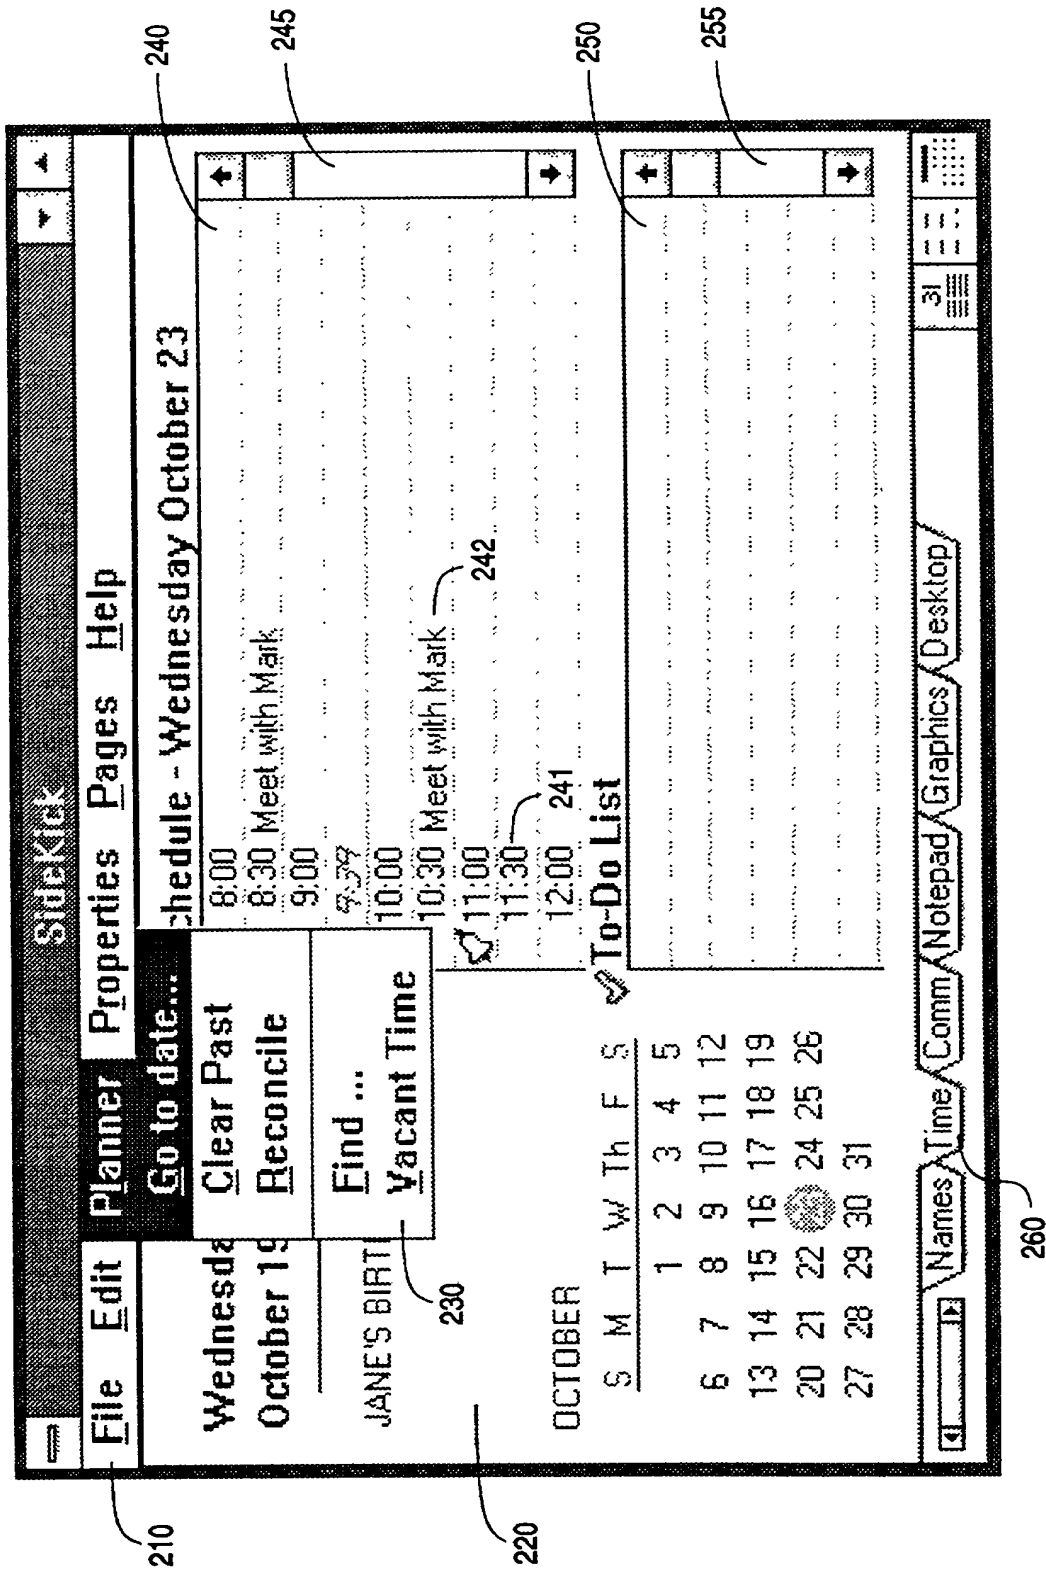 SideKick
File Edit Planner Properties Pages Help
Go to date...
Clear Past
Reconcile
Find ...
Vacant Time
Wednesda
October 19
JANE'S BIRT
OCTOBER
S M T W Th F S
1 2 3 4 5
6 7 8 9 10 11 12
13 14 15 16 17 18 19
20 21 22 23 24 25 26
27 28 29 30 31
chedule - Wednesday October 23
8:00
8:30 Meet with Mark
9:00
10:00
10:30 Meet with Mark
11:00
11:30
12:00
To-Do List
Names Time Comm Notepad Graphics Desktop
31
210
220
230
240
241
242
245
250
255
260